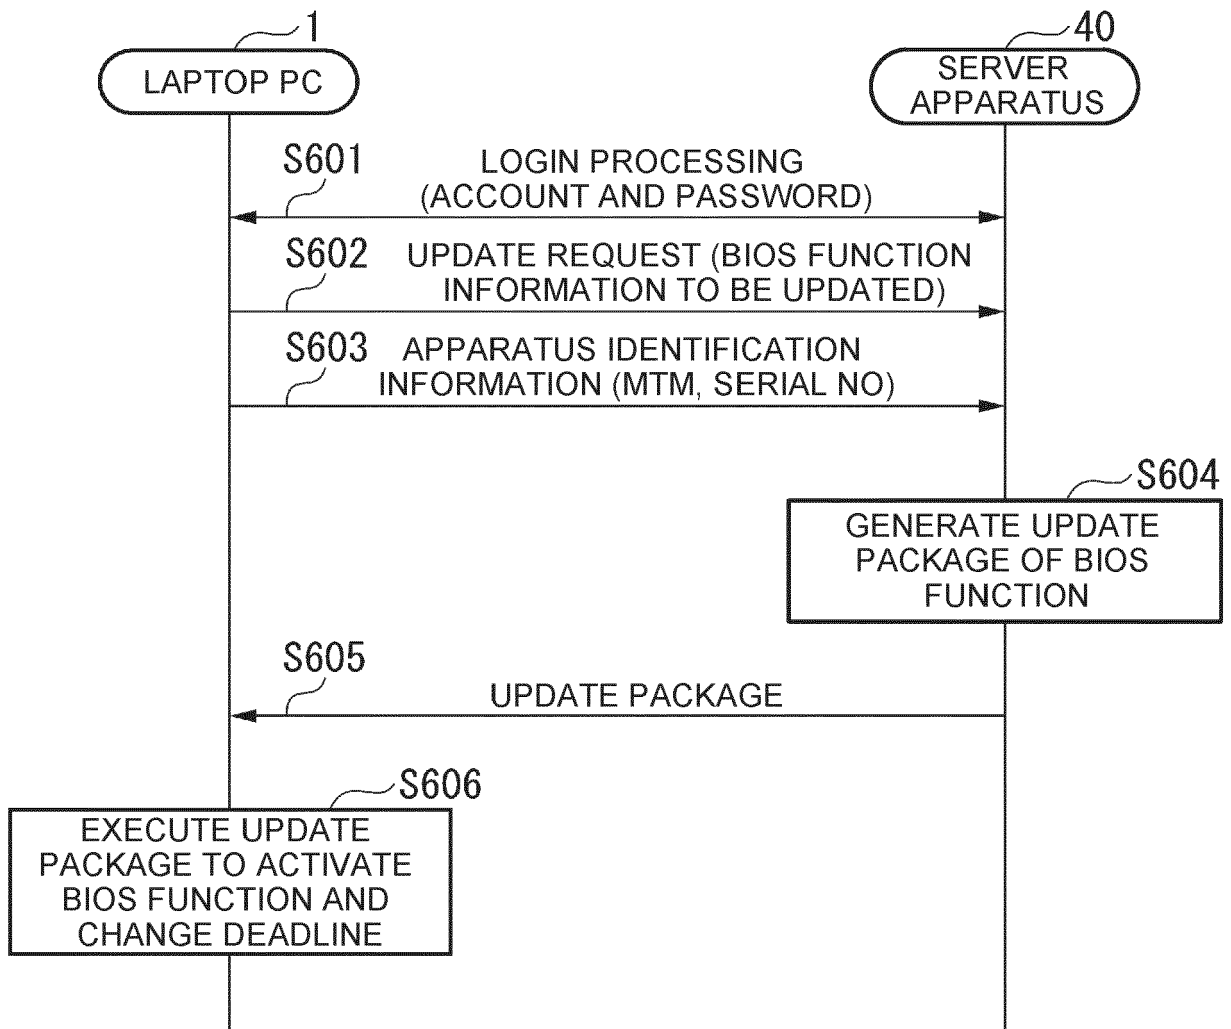 1
40
LAPTOP PC
SERVER
APPARATUS
S601
LOGIN PROCESSING
(ACCOUNT AND PASSWORD)
S602
UPDATE REQUEST (BIOS FUNCTION
INFORMATION TO BE UPDATED)
S603
APPARATUS IDENTIFICATION
INFORMATION (MTM, SERIAL NO)
S604
GENERATE UPDATE
PACKAGE OF BIOS
FUNCTION
S605
UPDATE PACKAGE
S606
EXECUTE UPDATE
PACKAGE TO ACTIVATE
BIOS FUNCTION AND
CHANGE DEADLINE